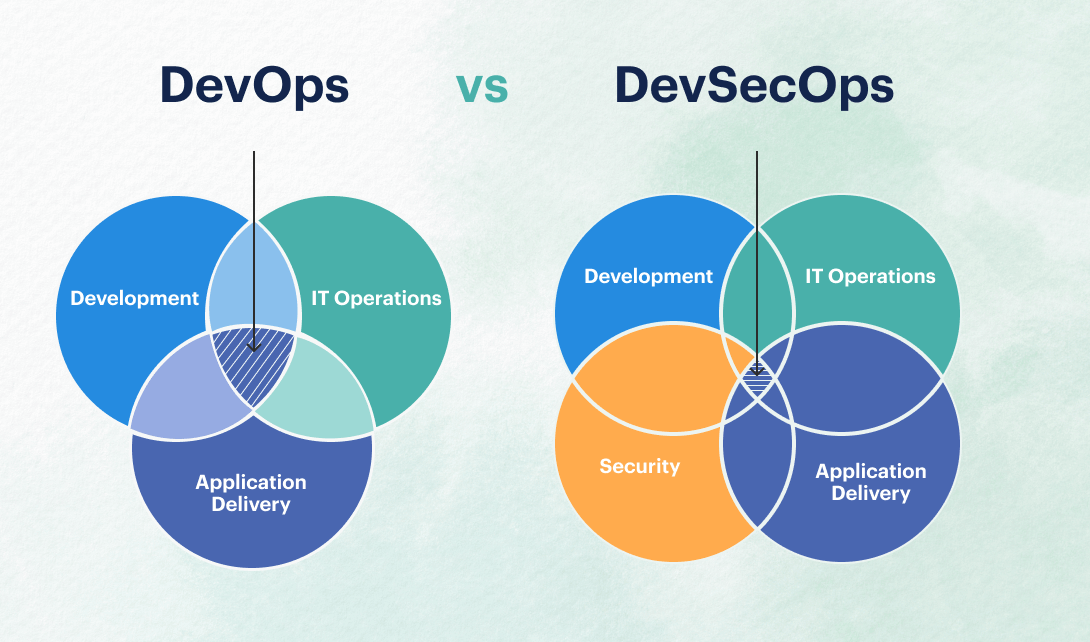 DevOps
vs
DevSecOps
Development
IT Operations
Application
Delivery
Development
IT Operations
Security
Application
Delivery